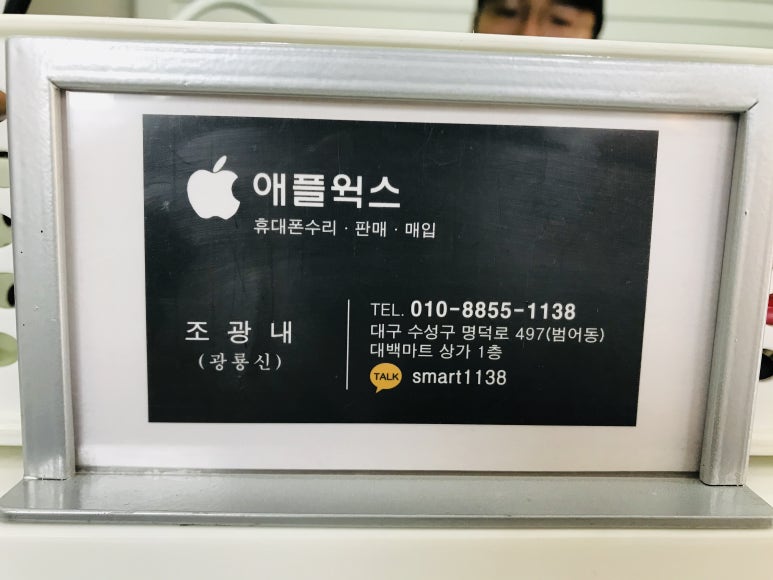 애플웍스
휴대폰수리 · 판매 · 매입
조광내
(광룡신)
TEL. 010-8855-1138
대구 수성구 명덕로 497(범어동)
대백마트 상가 1층
TALK smart1138